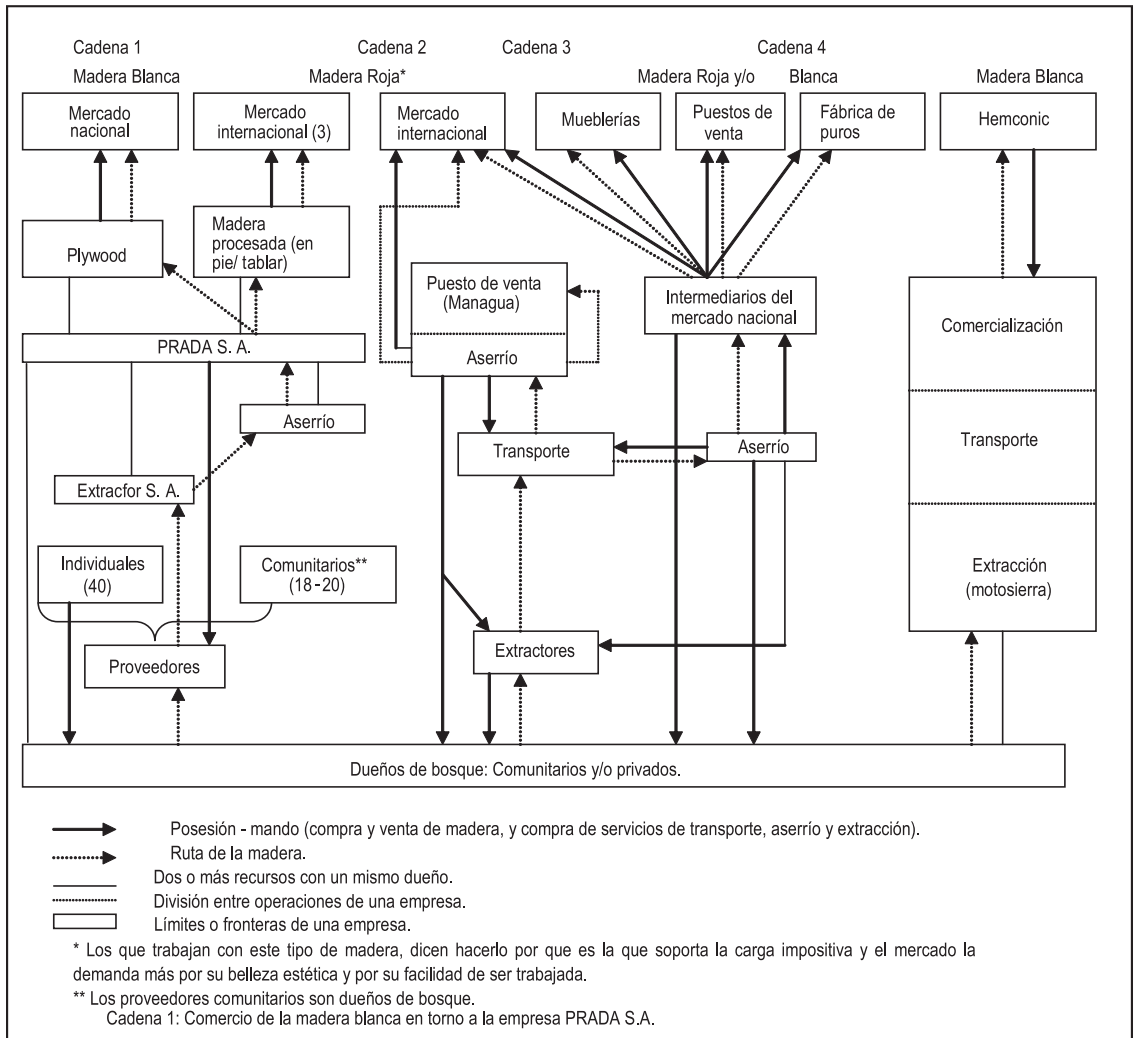 Cadena 1
Cadena 2
Cadena 3
Cadena 4
Madera Blanca
Madera Roja*
Madera Roja y/o
Blanca
Madera Blanca
Mercado
nacional
Mercado
internacional (3)
Mercado
internacional
Mueblerías
Puestos de
venta
Fábrica de
puros
Hemconic
Plywood
Madera
procesada (en
pie/ tablar)
Puesto de venta
(Managua)
Aserrío
Intermediarios del
mercado nacional
Comercialización
PRADA S. A.
Aserrío
Transporte
Aserrío
Transporte
Extracfor S. A.
Individuales
(40)
Comunitarios**
(18-20)
Extracción
(motosierra)
Proveedores
Extractores
Dueños de bosque: Comunitarios y/o privados.
Posesión - mando (compra y venta de madera, y compra de servicios de transporte, aserrío y extracción).
Ruta de la madera.
Dos o más recursos con un mismo dueño.
División entre operaciones de una empresa.
Límites o fronteras de una empresa.
* Los que trabajan con este tipo de madera, dicen hacerlo por que es la que soporta la carga impositiva y el mercado la
demanda más por su belleza estética y por su facilidad de ser trabajada.
** Los proveedores comunitarios son dueños de bosque.
Cadena 1: Comercio de la madera blanca en torno a la empresa PRADA S.A.